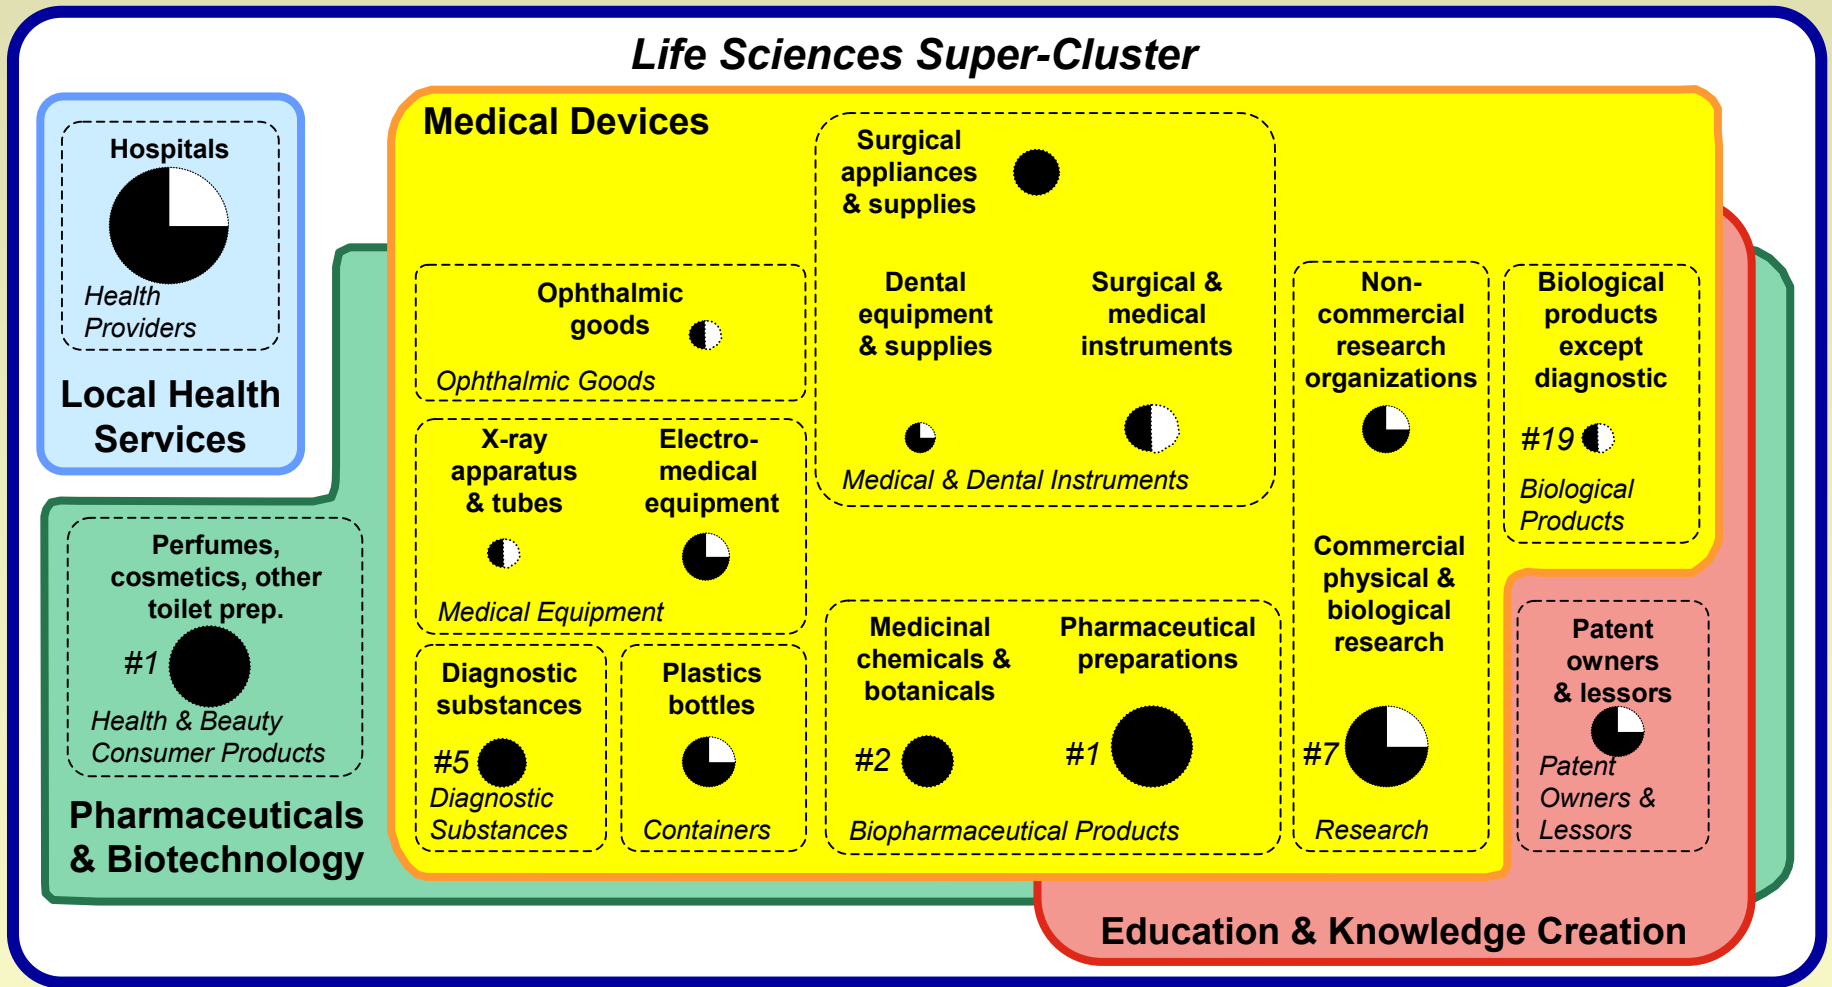 Life Sciences Super-Cluster
Hospitals
Health
Providers
Local Health
Services
Medical Devices
Surgical
appliances
& supplies
Dental
equipment
& supplies
Surgical &
medical
instruments
Medical & Dental Instruments
Ophthalmic
goods
Ophthalmic Goods
X-ray
apparatus
& tubes
Electro-
medical
equipment
Medical Equipment
Non-
commercial
research
organizations
Commercial
physical &
biological
research
#7
Research
Biological
products
except
diagnostic
#19
Biological
Products
Perfumes,
cosmetics, other
toilet prep.
#1
Health & Beauty
Consumer Products
Pharmaceuticals
& Biotechnology
Diagnostic
substances
#5
Diagnostic
Substances
Plastics
bottles
Containers
Medicinal
chemicals &
botanicals
#2
Pharmaceutical
preparations
#1
Biopharmaceutical Products
Patent
owners
& lessors
Patent
Owners &
Lessors
Education & Knowledge Creation